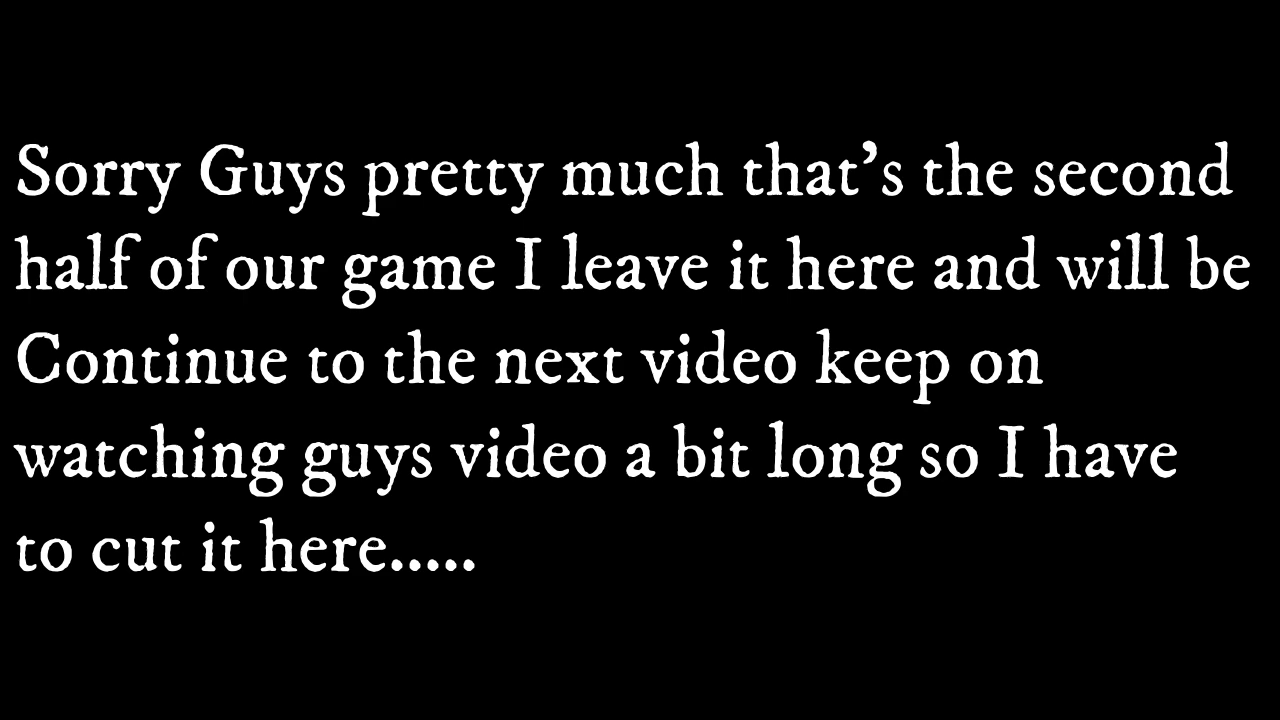 Sorry Guys pretty much that's the second
half of our game I leave it here and will be
Continue to the next video keep on
watching guys video a bit long so I have
to cut it here.....